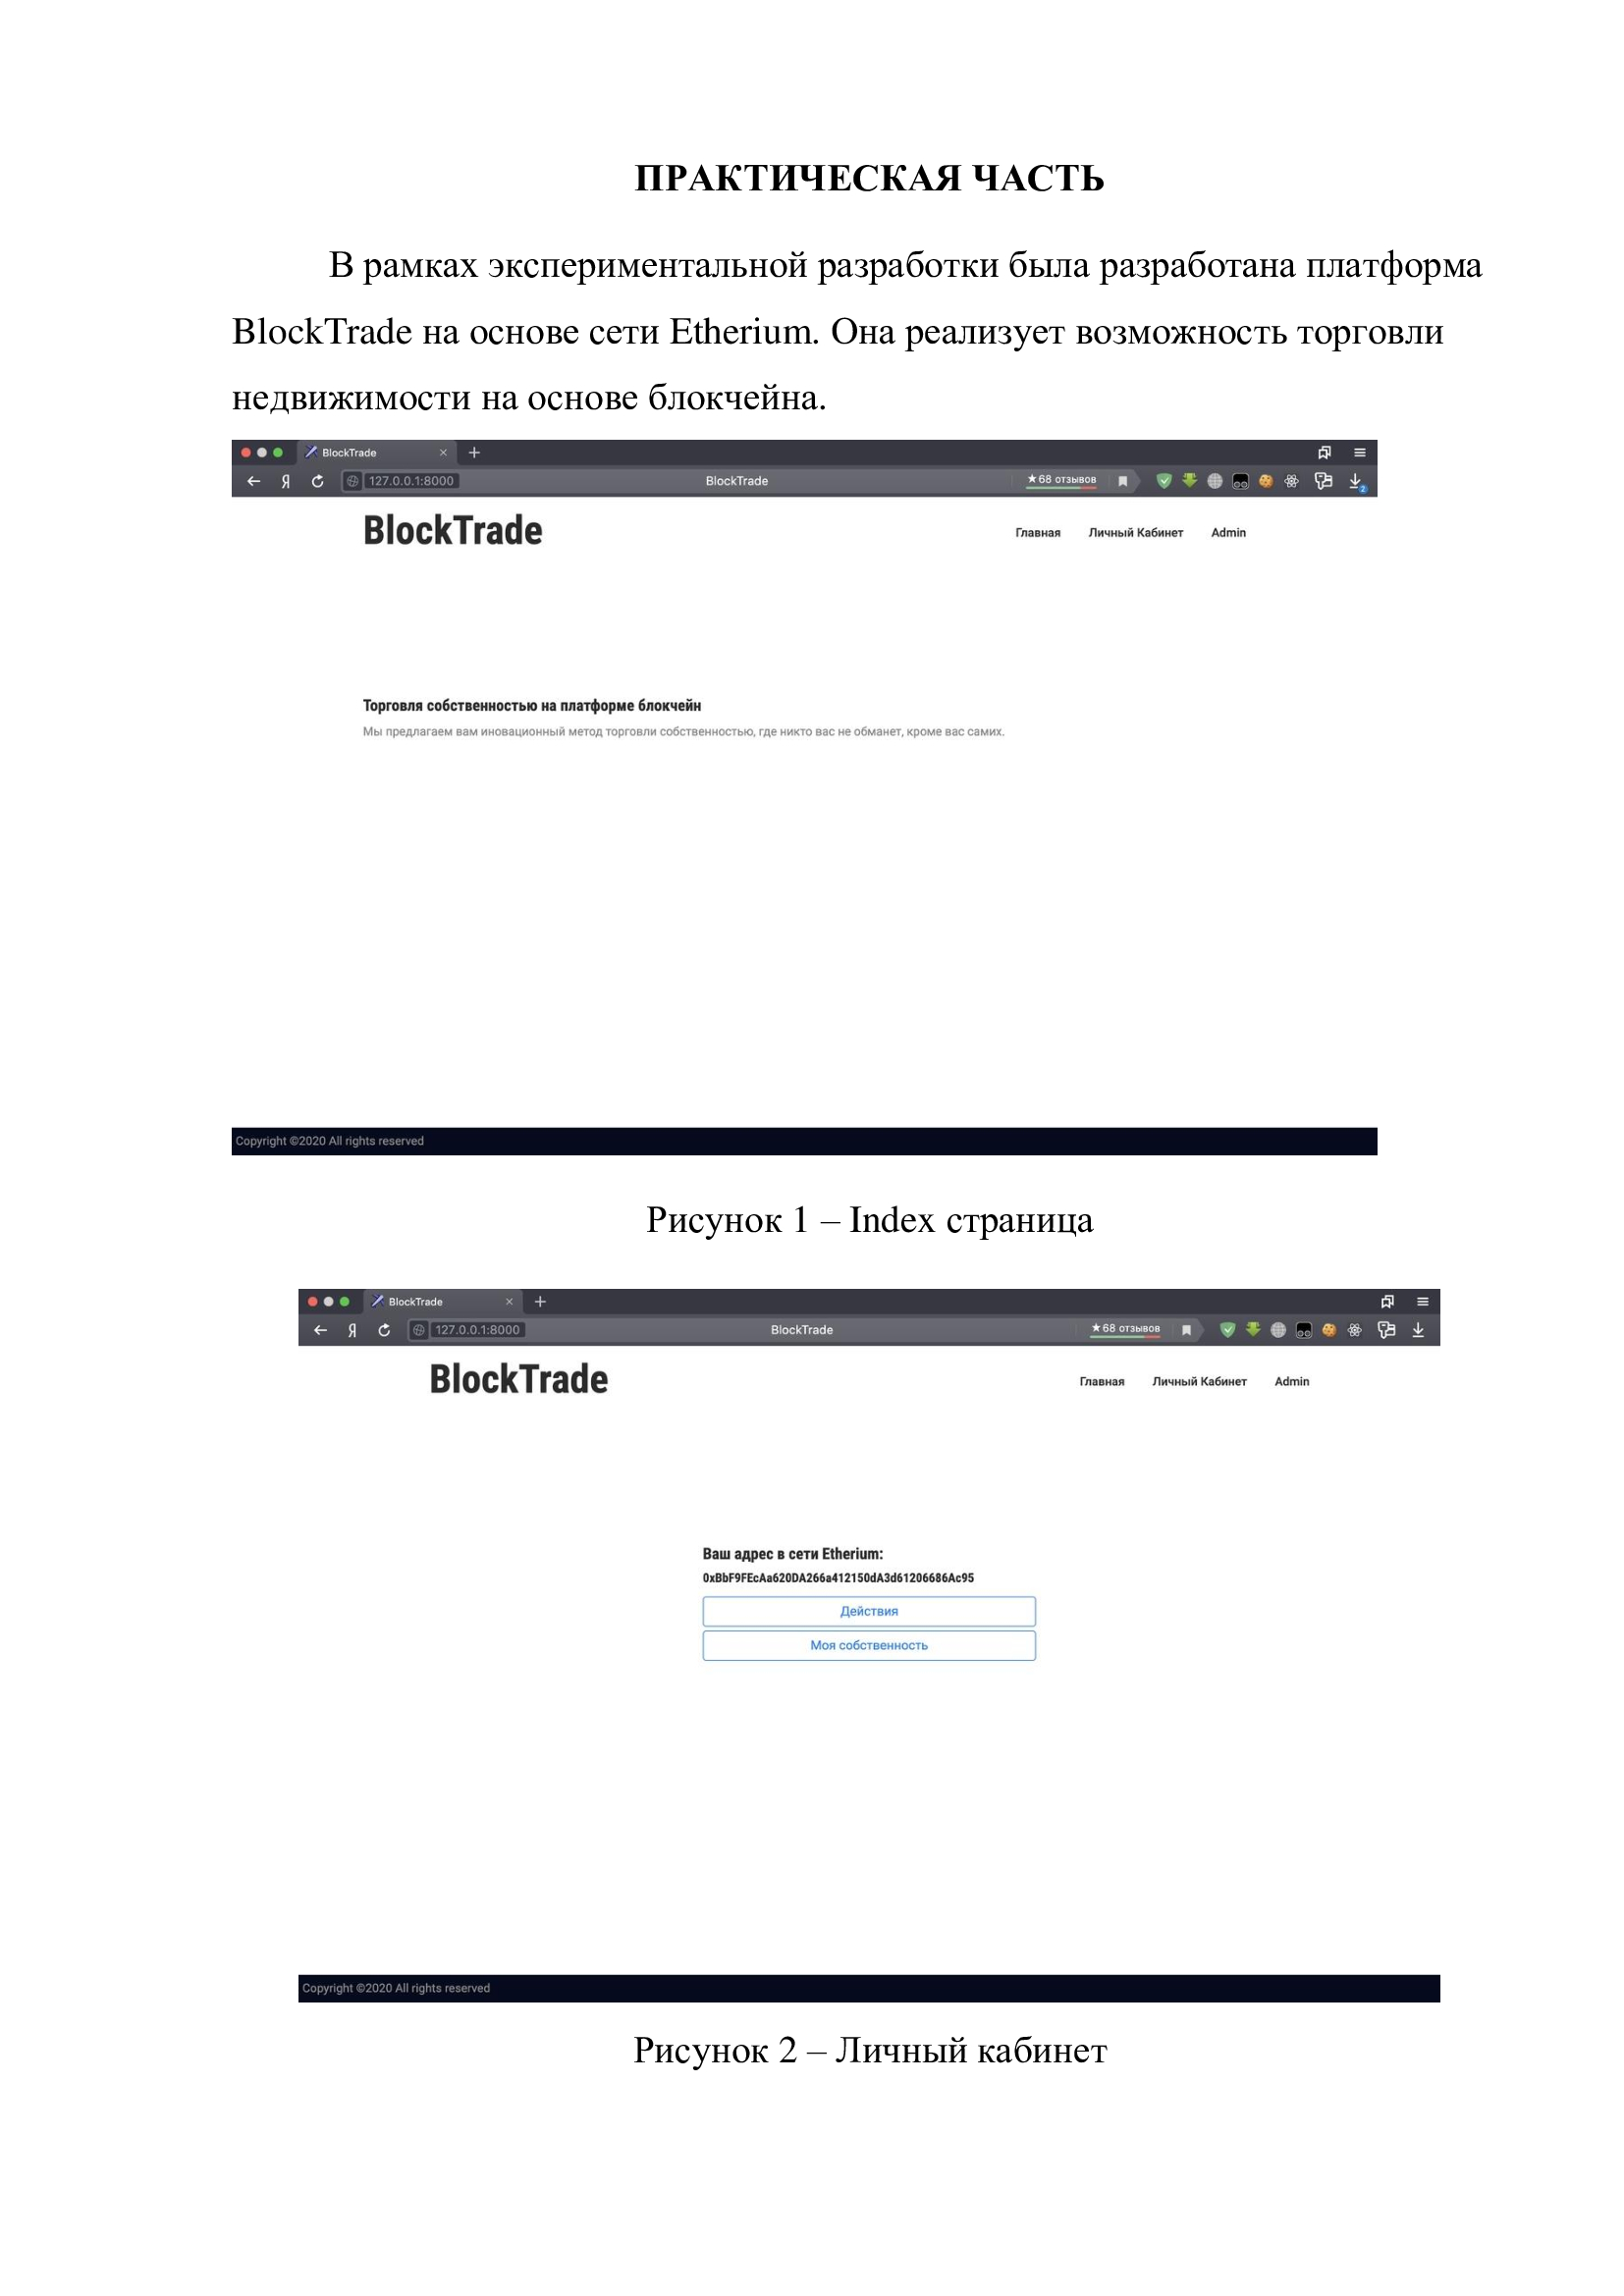 ПРАКТИЧЕСКАЯ ЧАСТЬ
В рамках экспериментальной разработки была разработана платформа
BlockTrade на основе сети Etherium. Она реализует возможность торговли
недвижимости на основе блокчейна.
BlockTrade
127.0.0.1:8000 BlockTrade ★68 отзывов
2
BlockTrade Главная Личный Кабинет Admin
Торговля собственностью на платформе блокчейн
Мы предлагаем вам иновационный метод торговли собственностью, где никто вас не обманет, кроме вас самих.
Copyright ©2020 All rights reserved
Рисунок 1 – Index страница
BlockTrade
Я 127.0.0.1:8000 BlockTrade ★68 отзывов
BlockTrade Главная Личный Кабинет Admin
Ваш адрес в сети Etherium:
0xBbF9FEcAa620DA266a412150dA3d61206686Ac95
Действия
Моя собственность
Copyright ©2020 All rights reserved
Рисунок 2 – Личный кабинет